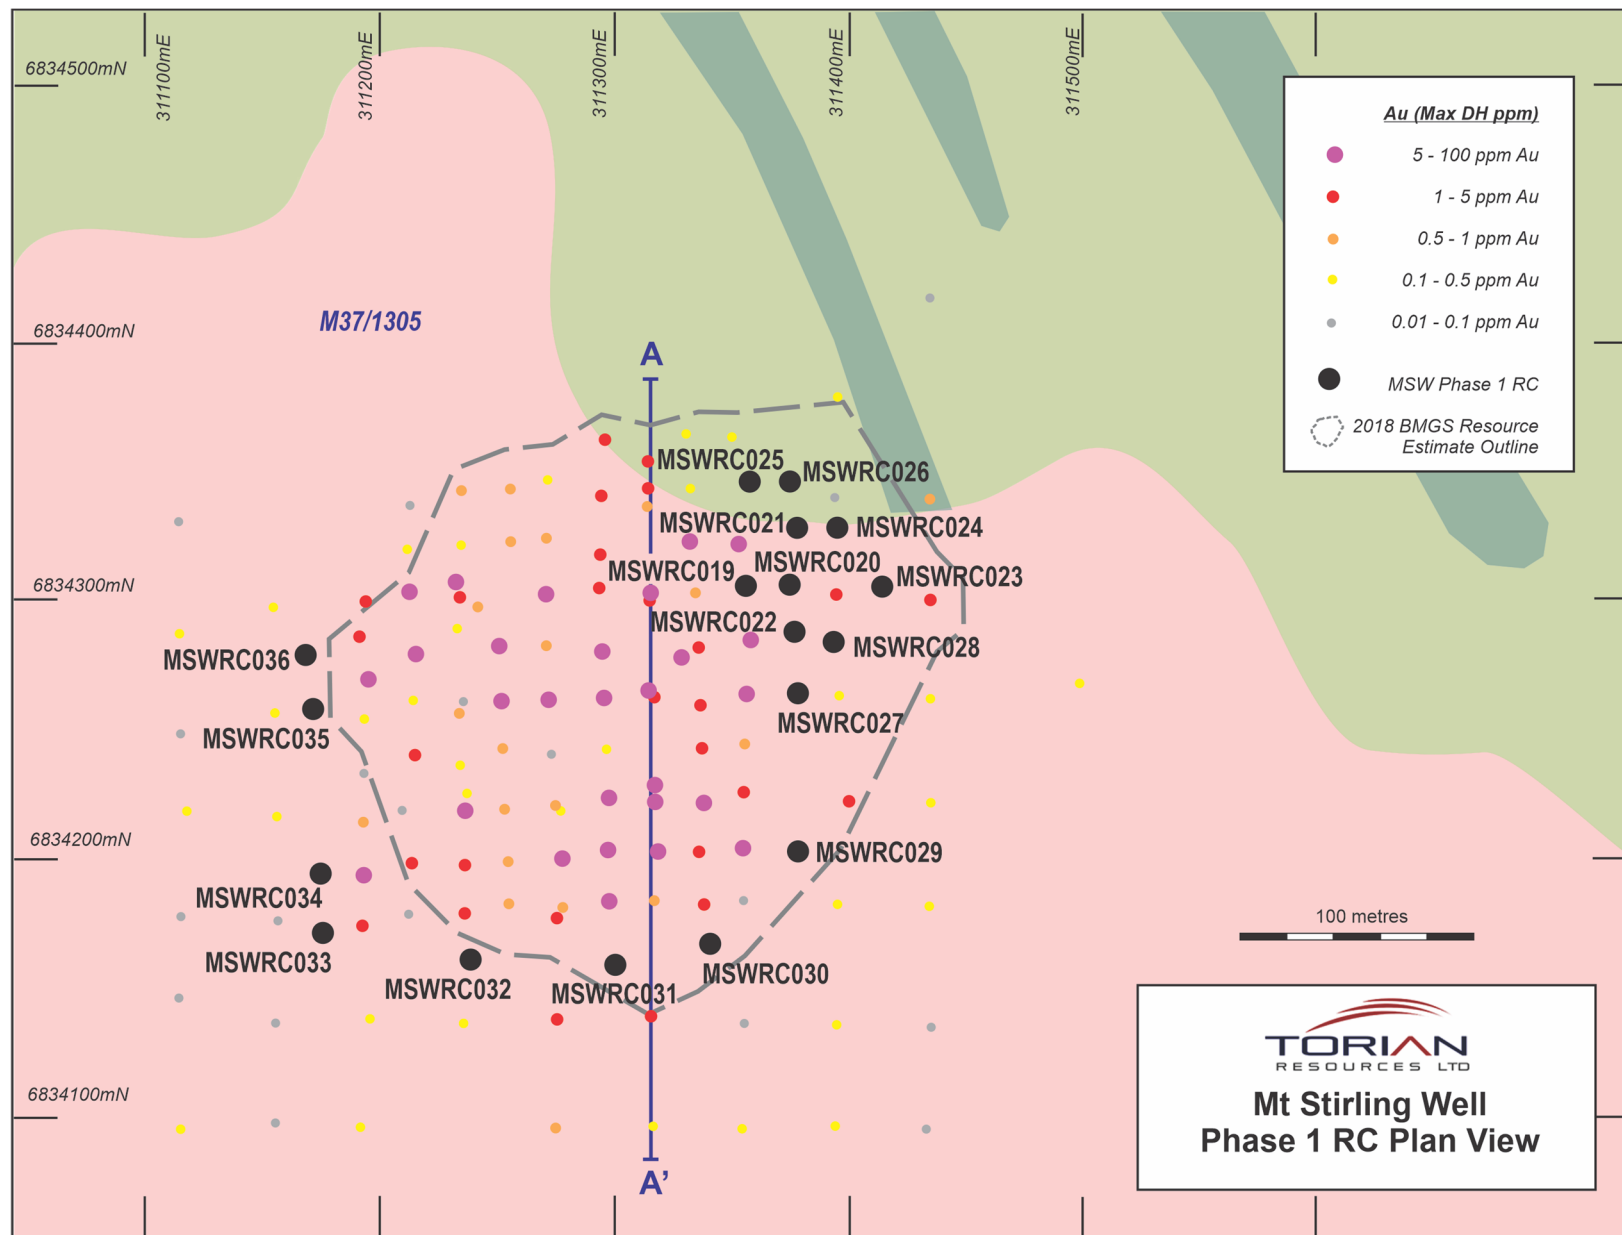 311100mE
311200mE
311300mE
311400mE
311500mE
6834500mN
6834400mN
6834300mN
6834200mN
6834100mN
Au (Max DH ppm)
5 - 100 ppm Au
1 - 5 ppm Au
0.5 - 1 ppm Au
0.1 - 0.5 ppm Au
0.01 - 0.1 ppm Au
MSW Phase 1 RC
2018 BMGS Resource
Estimate Outline
M37/1305
A
MSWRC025
MSWRC026
MSWRC021
MSWRC024
MSWRC020
MSWRC019
MSWRC023
MSWRC022
MSWRC028
MSWRC036
MSWRC027
MSWRC035
MSWRC029
MSWRC034
MSWRC033
MSWRC030
MSWRC032
MSWRC031
A’
100 metres
TORIAN
RESOURCES LTD
Mt Stirling Well
Phase 1 RC Plan View